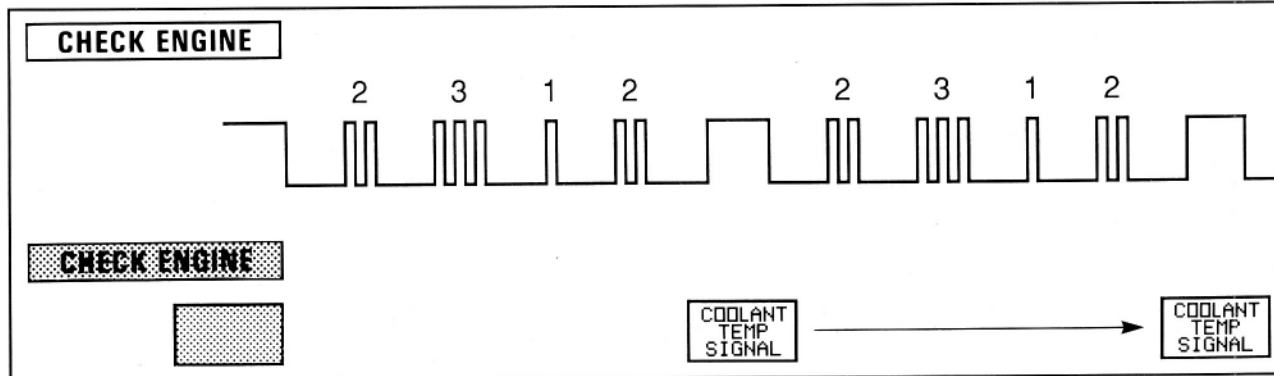 CHECK ENGINE
2 3 1 2 2 3 1 2
CHECK ENGINE
COOLANT
TEMP
SIGNAL
COOLANT
TEMP
SIGNAL